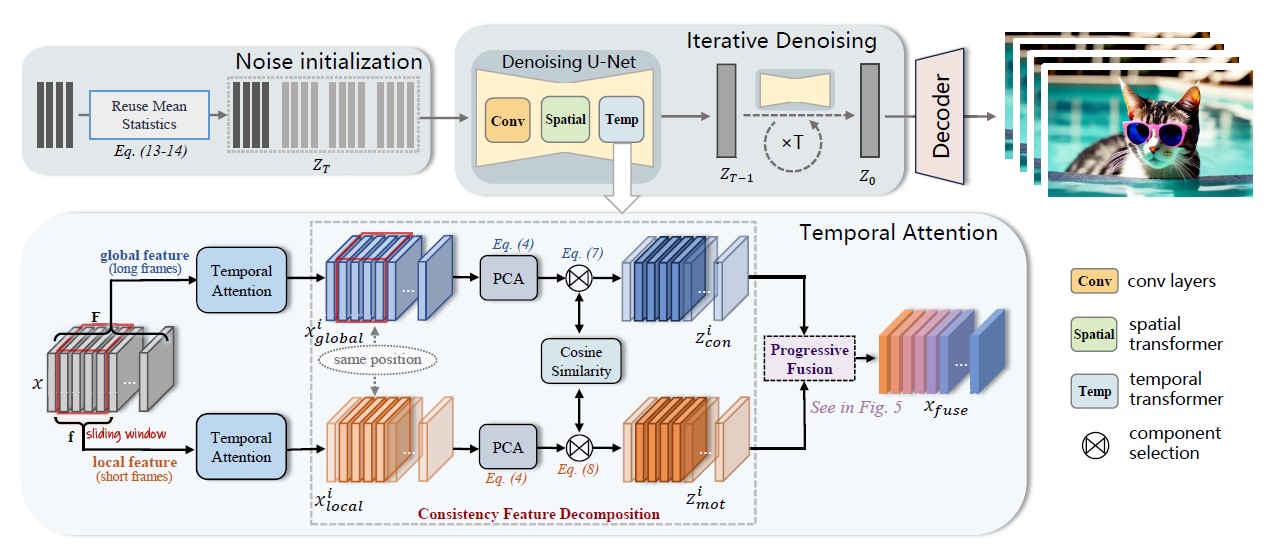 Noise initialization
Reuse Mean
Statistics
Eq. (13-14)
Z_T
Iterative Denoising
Denoising U-Net
Conv
Spatial
Temp
Z_{T-1}
×T
Z_0
Decoder
Temporal Attention
global feature
(long frames)
Temporal
Attention
F
x
f
sliding window
local feature
(short frames)
Temporal
Attention
x^i_{global}
same position
x^i_{local}
...
...
...
Eq. (4)
PCA
Eq. (7)
Cosine
Similarity
PCA
Eq. (4)
Eq. (8)
...
Z^i_{con}
...
Z^i_{mot}
Consistency Feature Decomposition
Progressive
Fusion
See in Fig. 5
...
x_{fuse}
Conv
conv layers
Spatial
spatial
transformer
Temp
temporal
transformer
component
selection